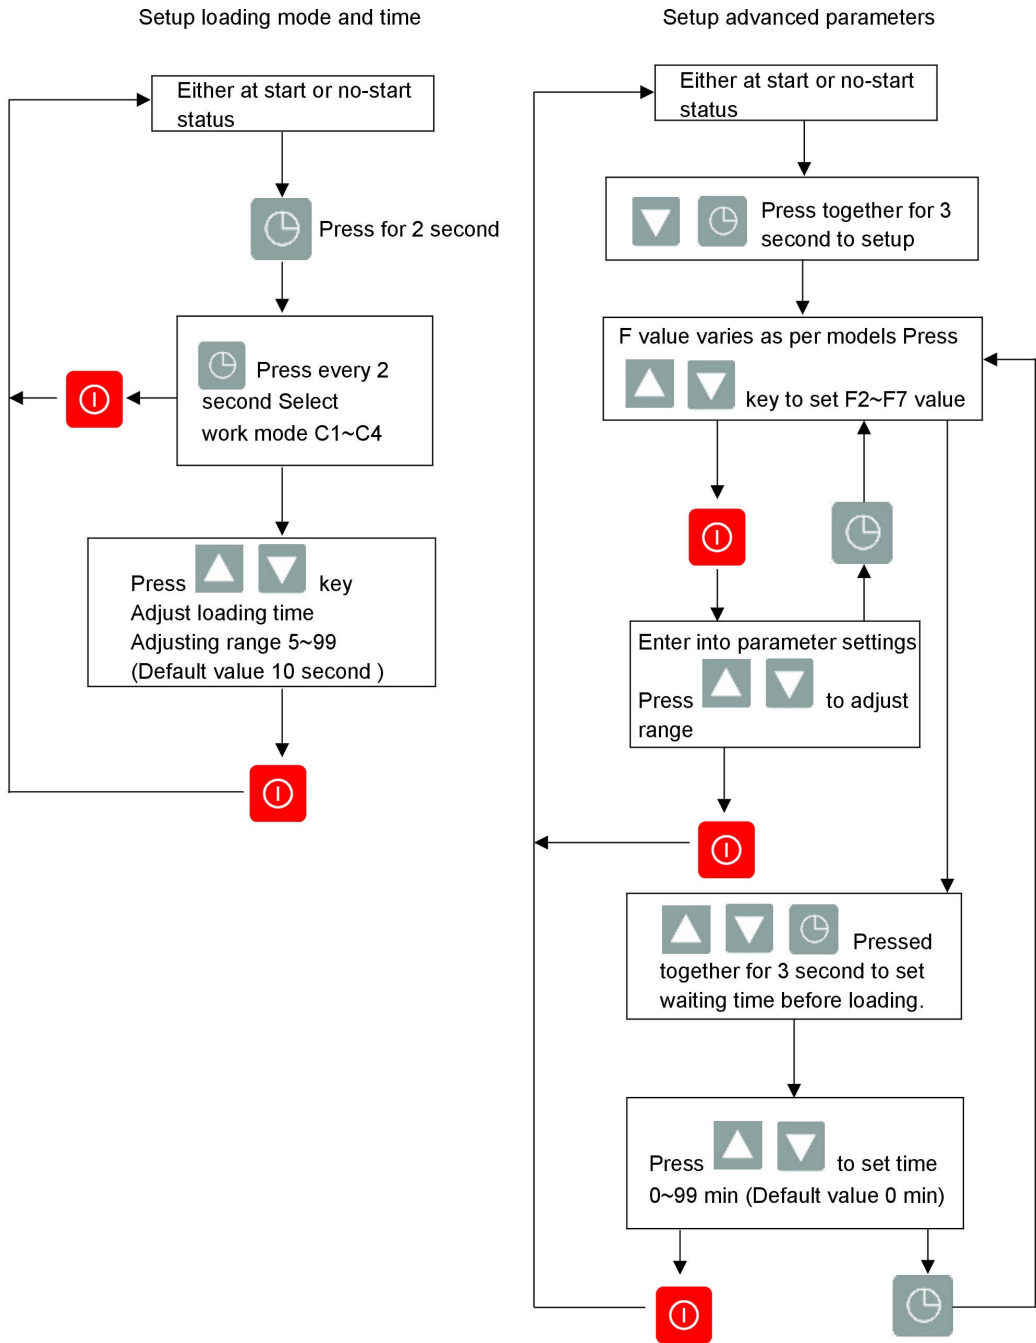 Setup loading mode and time
Either at start or no-start
status
Press for 2 second
Press every 2
second Select
work mode C1~C4
Press key
Adjust loading time
Adjusting range 5~99
(Default value 10 second )
Setup advanced parameters
Either at start or no-start
status
Press together for 3
second to setup
F value varies as per models Press
key to set F2~F7 value
Enter into parameter settings
Press to adjust
range
Pressed
together for 3 second to set
waiting time before loading.
Press to set time
0~99 min (Default value 0 min)